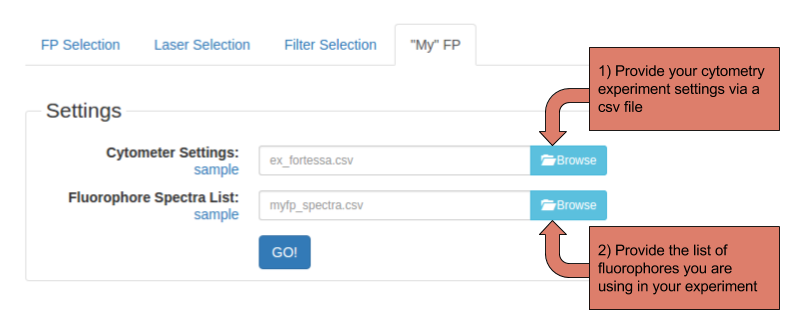 FP Selection Laser Selection Filter Selection "My" FP
1) Provide your cytometry
experiment settings via a
csv file
Settings
Cytometer Settings: ex_fortessa.csv Browse
sample
Fluorophore Spectra List: myfp_spectra.csv Browse
sample
GO!
2) Provide the list of
fluorophores you are
using in your experiment